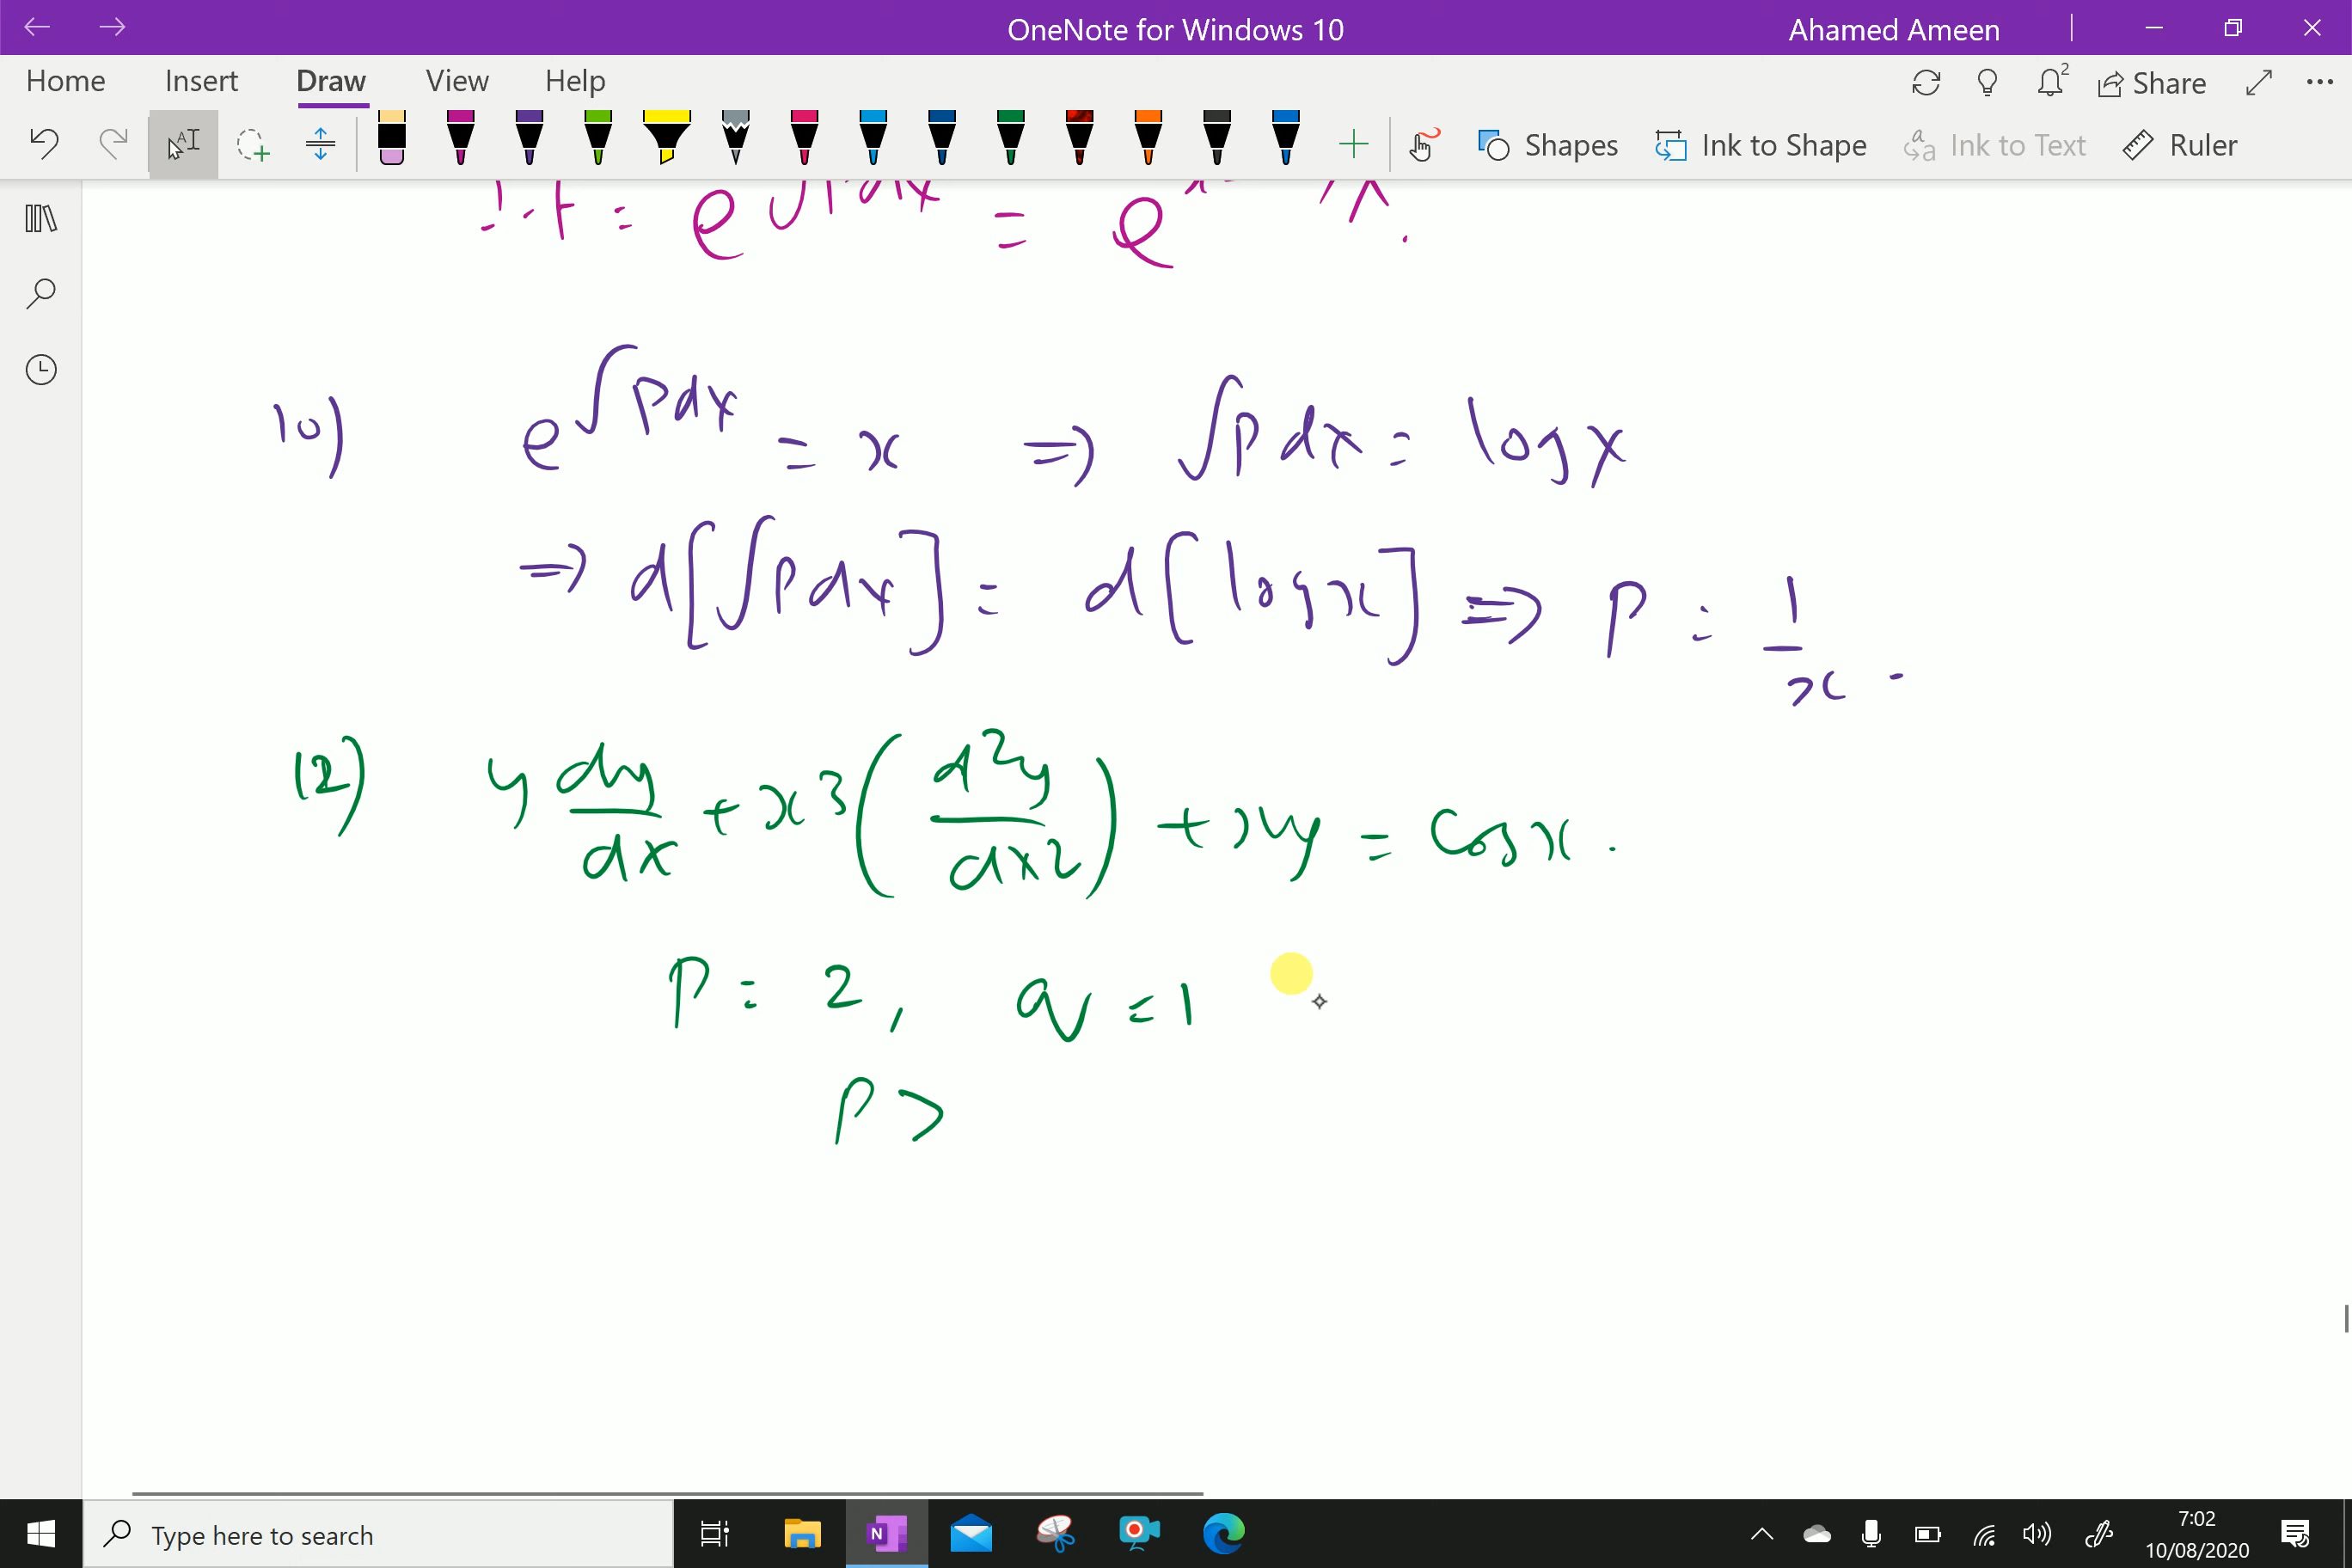 OneNote for Windows 10 Ahamed Ameen
Home Insert Draw View Help 2 Share
Shapes Ink to Shape Ink to Text Ruler
= e^∫Pdx = e
10) e^∫Pdx = x ⇒ ∫Pdx = log x
⇒ d[∫Pdx] = d[log x] ⇒ P = 1/x .
12) y dy/dx + x³ (d²y/dx2) + xy = Cos x .
P = 2 , q = 1
P >
Type here to search
7:02
10/08/2020